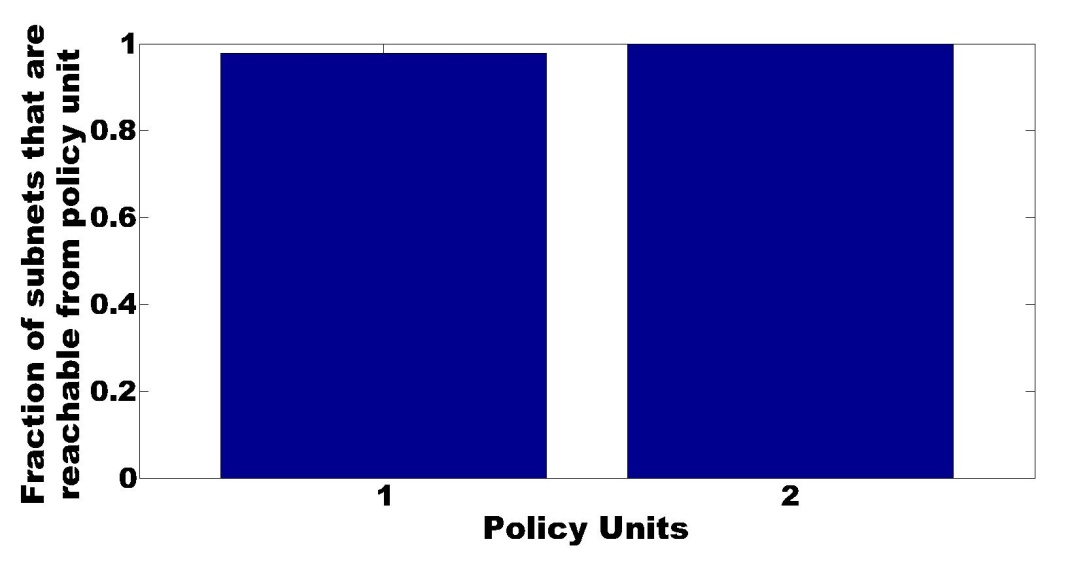 Fraction of subnets that are
reachable from policy unit
1
0.8
0.6
0.4
0.2
0
1
2
Policy Units